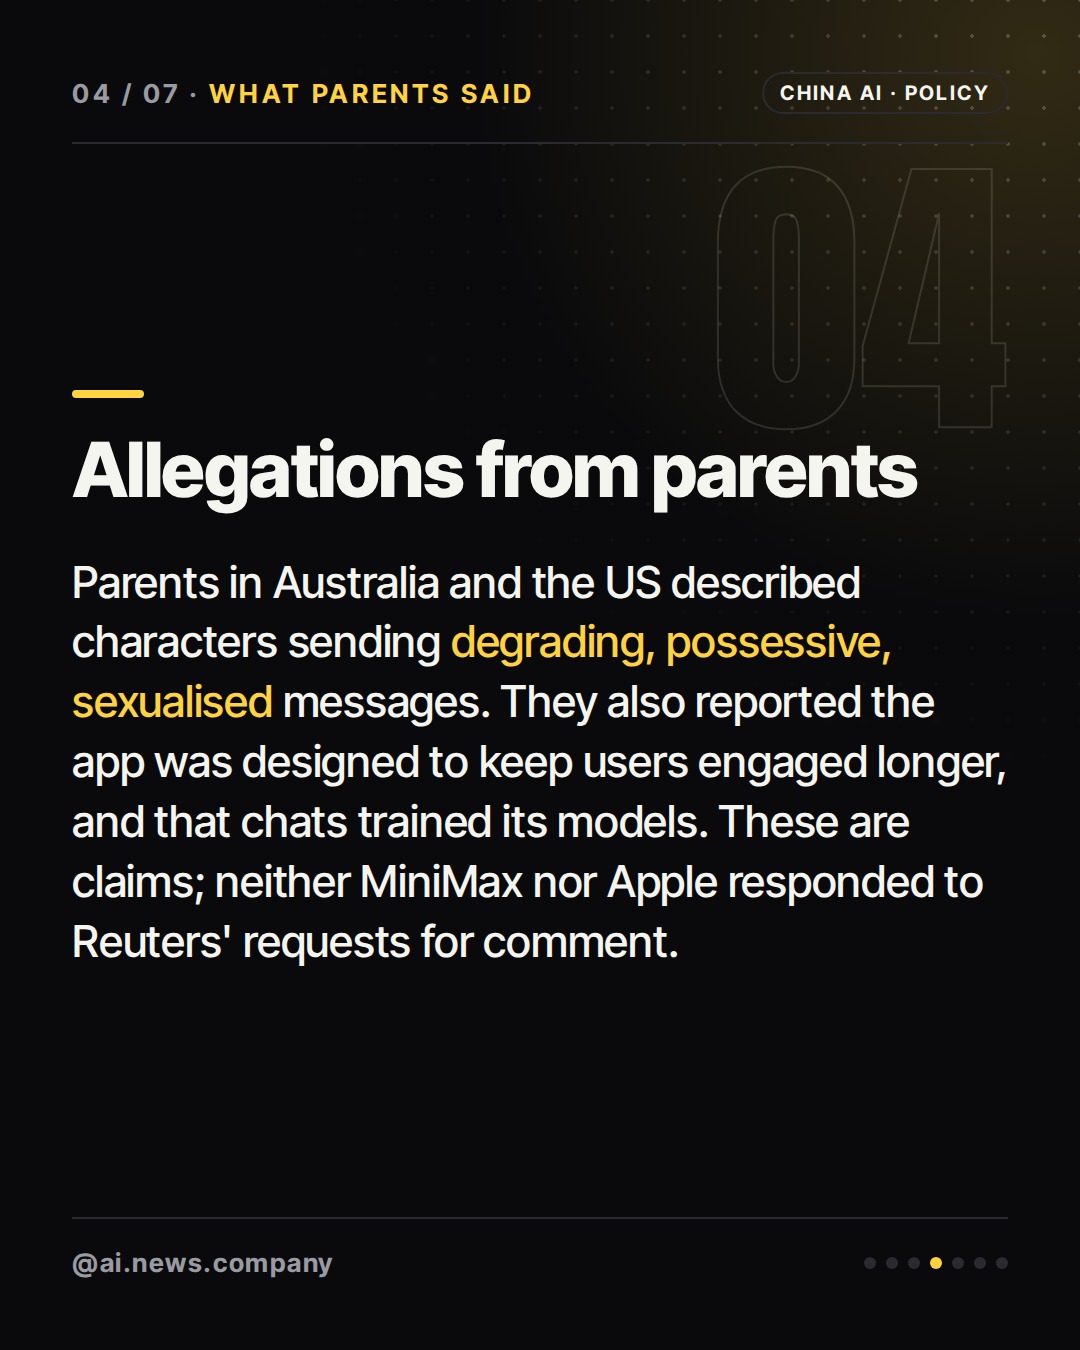 04 / 07 · WHAT PARENTS SAID
CHINA AI · POLICY
04
Allegations from parents
Parents in Australia and the US described
characters sending degrading, possessive,
sexualised messages. They also reported the
app was designed to keep users engaged longer,
and that chats trained its models. These are
claims; neither MiniMax nor Apple responded to
Reuters' requests for comment.
@ai.news.company